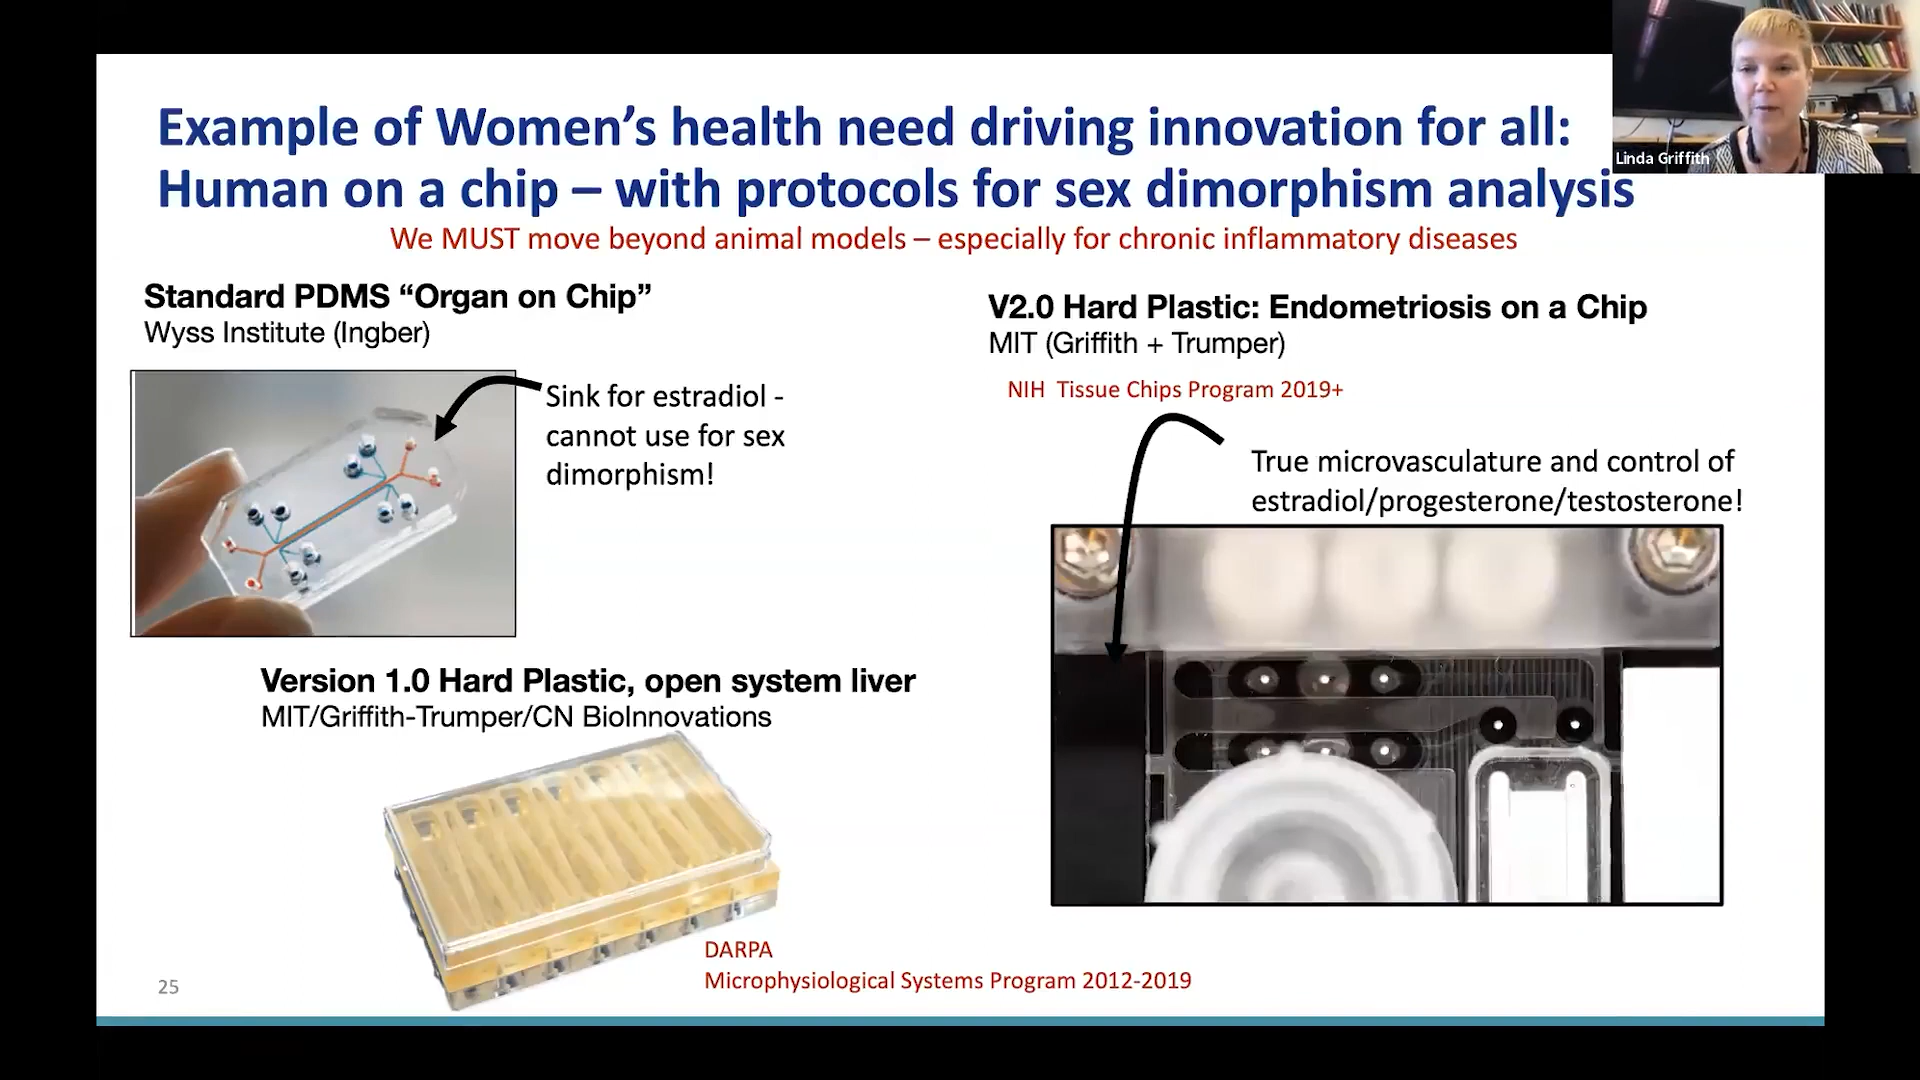 Example of Women’s health need driving innovation for all:
Human on a chip – with protocols for sex dimorphism analysis
We MUST move beyond animal models – especially for chronic inflammatory diseases
Linda Griffith
Standard PDMS “Organ on Chip”
Wyss Institute (Ingber)
Sink for estradiol -
cannot use for sex
dimorphism!
V2.0 Hard Plastic: Endometriosis on a Chip
MIT (Griffith + Trumper)
NIH Tissue Chips Program 2019+
True microvasculature and control of
estradiol/progesterone/testosterone!
Version 1.0 Hard Plastic, open system liver
MIT/Griffith-Trumper/CN BioInnovations
DARPA
Microphysiological Systems Program 2012-2019
25